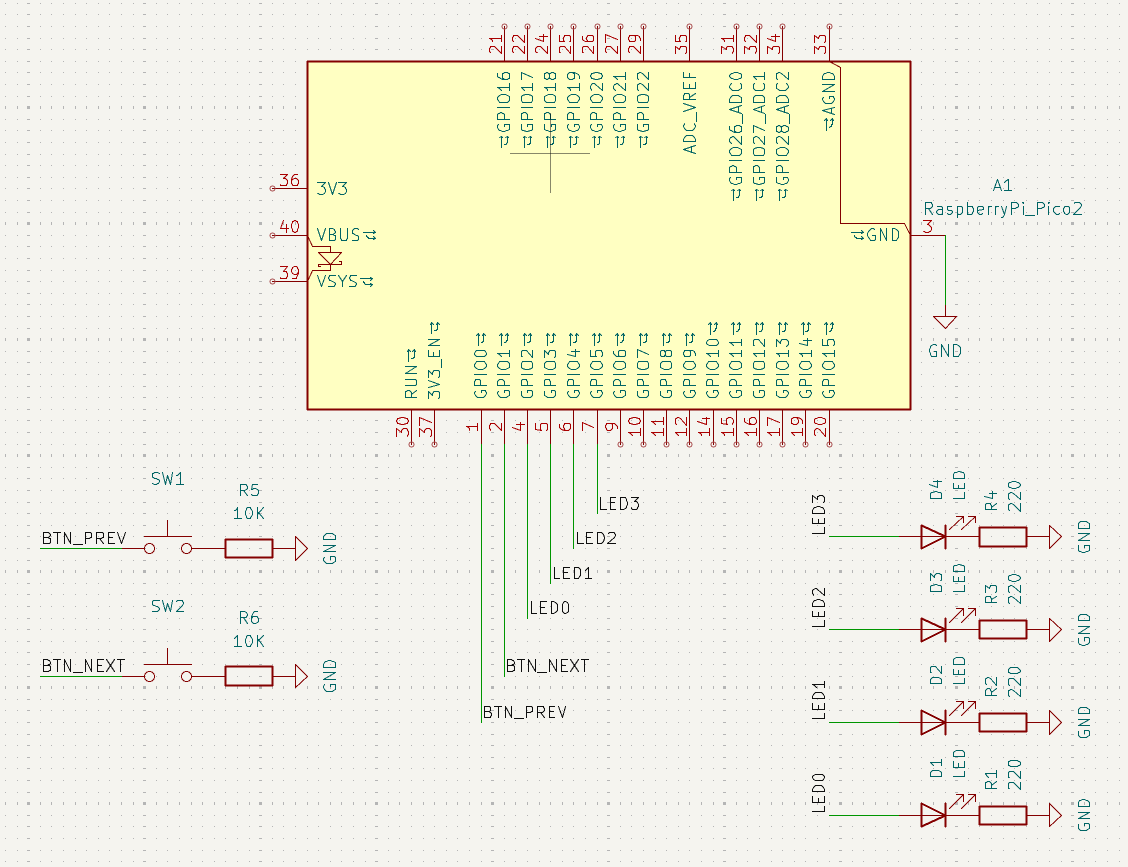 21
22
24
25
26
27
29
35
31
32
34
33
GPIO16
GPIO17
GPIO18
GPIO19
GPIO20
GPIO21
GPIO22
ADC_VREF
GPIO26_ADC0
GPIO27_ADC1
GPIO28_ADC2
AGND
36
3V3
40
VBUS
39
VSYS
A1
RaspberryPi_Pico2
3
GND
GND
RUN
3V3_EN
GPIO0
GPIO1
GPIO2
GPIO3
GPIO4
GPIO5
GPIO6
GPIO7
GPIO8
GPIO9
GPIO10
GPIO11
GPIO12
GPIO13
GPIO14
GPIO15
30
37
1
2
4
5
6
7
9
10
11
12
14
15
16
17
19
20
SW1
R5
10K
BTN_PREV
GND
SW2
R6
10K
BTN_NEXT
GND
LED3
LED2
LED1
LED0
BTN_NEXT
BTN_PREV
LED3
D4
LED
R4
220
GND
LED2
D3
LED
R3
220
GND
LED1
D2
LED
R2
220
GND
LED0
D1
LED
R1
220
GND